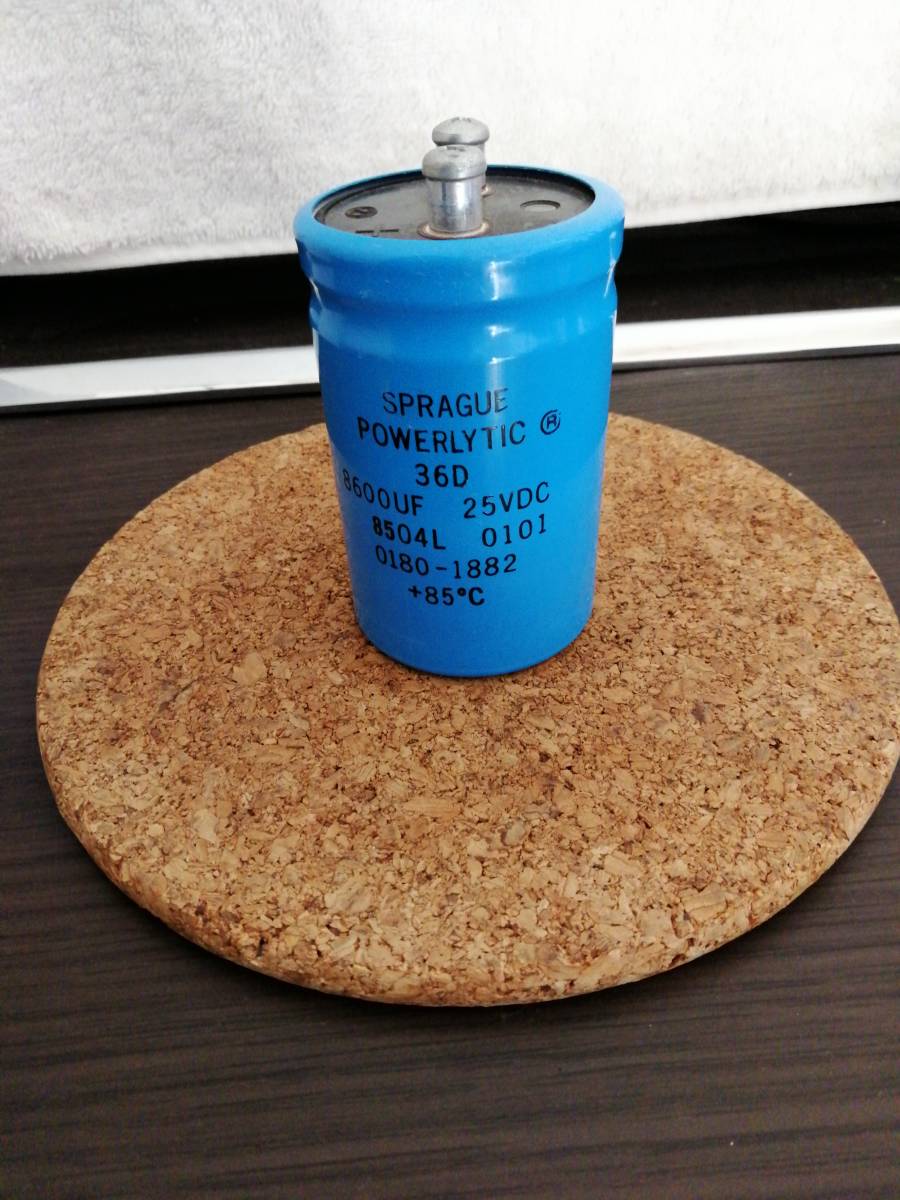 SPRAGUE
POWERLYTIC ®
36D
8600UF 25VDC
8504L 0101
0180-1882
+85°C